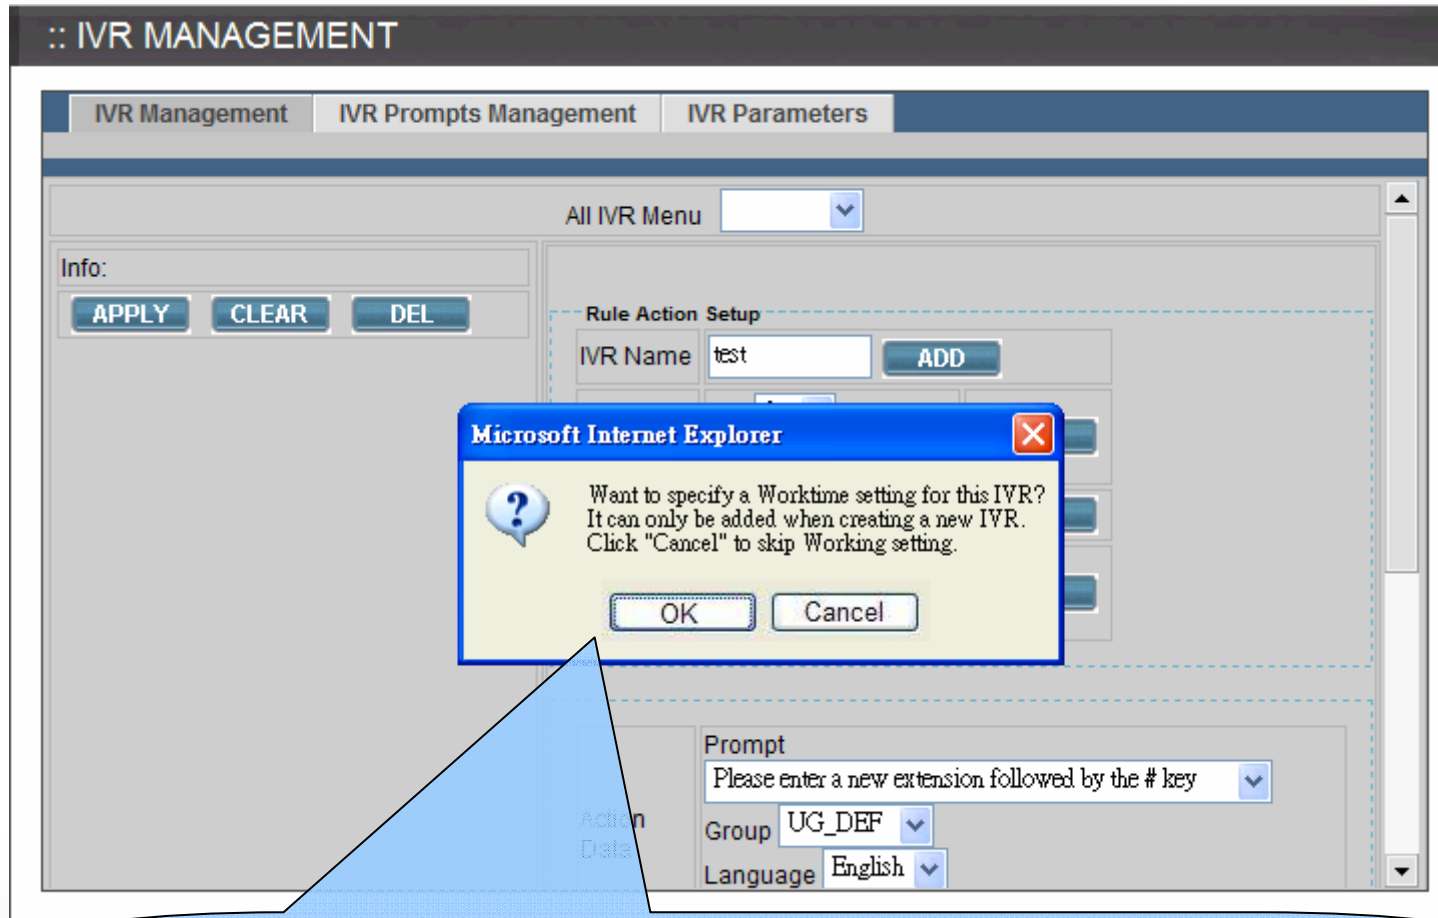 :: IVR MANAGEMENT
IVR Management
IVR Prompts Management
IVR Parameters
All IVR Menu
Info:
APPLY
CLEAR
DEL
Rule Action Setup
IVR Name
test
ADD
Microsoft Internet Explorer
Want to specify a Worktime setting for this IVR?
It can only be added when creating a new IVR.
Click "Cancel" to skip Working setting.
OK
Cancel
Prompt
Please enter a new extension followed by the # key
Action
Data
Group
UG_DEF
Language
English